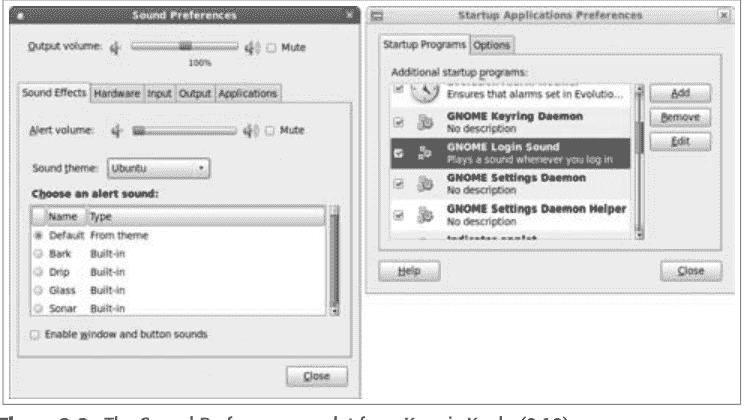 Sound Preferences
Output volume:
Mute
100%
Sound Effects Hardware Input Output Applications
Alert volume:
Mute
Sound theme: Ubuntu
Choose an alert sound:
Name Type
Default From theme
Bark Built-in
Drip Built-in
Glass Built-in
Sonar Built-in
Enable window and button sounds
Close
Startup Applications Preferences
Startup Programs Options
Additional startup programs:
Ensures that alarms set in Evolutio...
GNOME Keyring Daemon
No description
GNOME Login Sound
Plays a sound whenever you log in
GNOME Settings Daemon
No description
GNOME Settings Daemon Helper
No description
Add
Remove
Edit
Help
Close